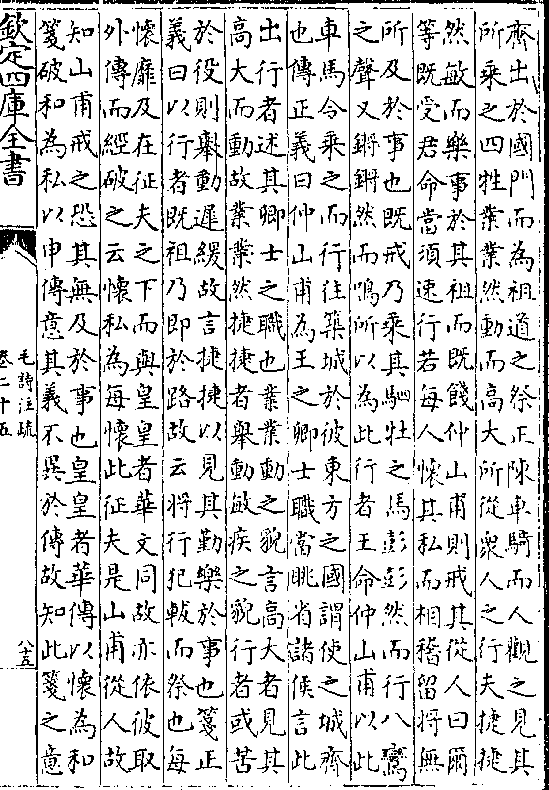 齊出於國門而為祖道之祭正陳車騎而人觀之見其
所乘之四牲業業然動而高大所從衆人之行夫捷捷
然敏而樂事於其祖而既餞仲山甫則戒其從人曰爾
等既受君命當須速行若每人懷其私而相稽留將無
所及於事也既戒乃乘其駟牡之馬彭彭然而行八鸞
之聲又鏘鏘然而鳴所以為此行者王命仲山甫以此
車馬令乘之而行往築城於彼東方之國謂使之城齊
也傳正義曰仲山甫為王之卿士職當眺省諸侯言此
出行者述其卿士之職也業業動之貌言高大者見其
高大而動故業業然捷捷者舉動敏疾之貌行者或苦
於役則舉動遲緩故言捷捷以見其勤樂於事也箋正
義曰以行者既祖乃即於路故云將行犯軷而祭也每
懷靡及在征夫之下而與皇皇者華文同故亦依彼取
外傳而經破之云懷私為每懷此征夫是山甫從人故
知山甫戒之恐其無及於事也皇皇者華傳以懷為和
箋破和為私以申傳意其義不異於傳故知此箋之意
欽定四庫全書
毛詩注疏
卷二十五
八十五